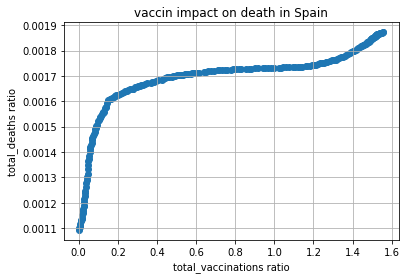 vaccin impact on death in Spain
0.0019
0.0018
0.0017
0.0016
0.0015
0.0014
0.0013
0.0012
0.0011
total_deaths ratio
0.0 0.2 0.4 0.6 0.8 1.0 1.2 1.4 1.6
total_vaccinations ratio